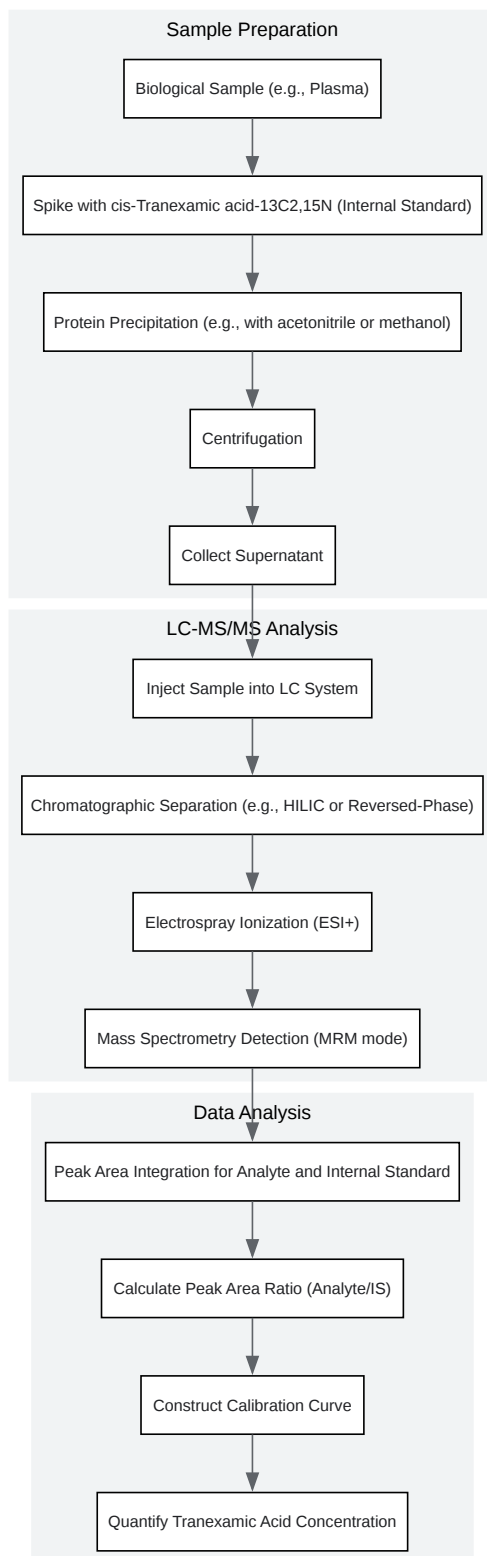 Sample Preparation
Biological Sample (e.g., Plasma)
Spike with cis-Tranexamic acid-13C2,15N (Internal Standard)
Protein Precipitation (e.g., with acetonitrile or methanol)
Centrifugation
Collect Supernatant
LC-MS/MS Analysis
Inject Sample into LC System
Chromatographic Separation (e.g., HILIC or Reversed-Phase)
Electrospray Ionization (ESI+)
Mass Spectrometry Detection (MRM mode)
Data Analysis
Peak Area Integration for Analyte and Internal Standard
Calculate Peak Area Ratio (Analyte/IS)
Construct Calibration Curve
Quantify Tranexamic Acid Concentration